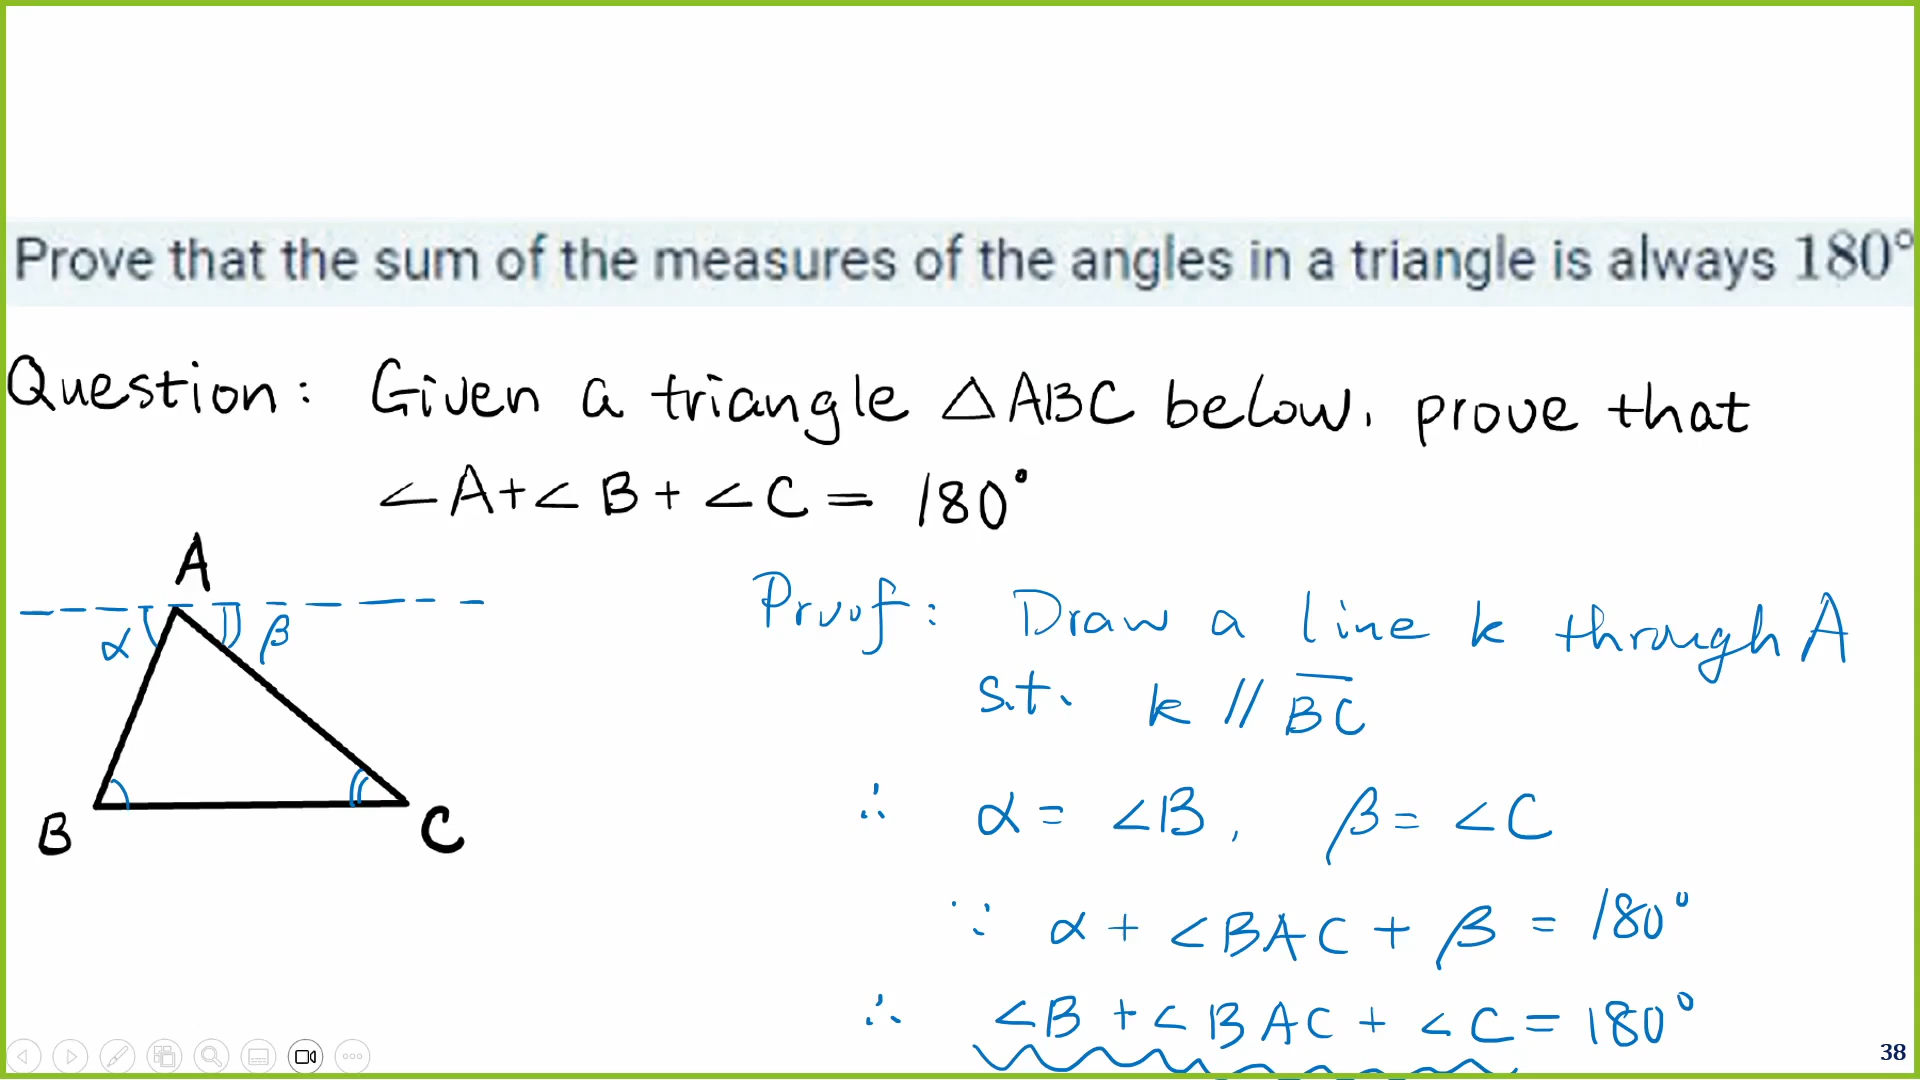 Prove that the sum of the measures of the angles in a triangle is always 180°
Question: Given a triangle △ABC below, prove that
∠A+∠B+∠C = 180°
A
α
β
B
C
Proof: Draw a line k through A
s.t. k // B̅C̅
∴ α = ∠B, β = ∠C
∵ α + ∠BAC + β = 180°
∴ ∠B + ∠BAC + ∠C = 180°
38